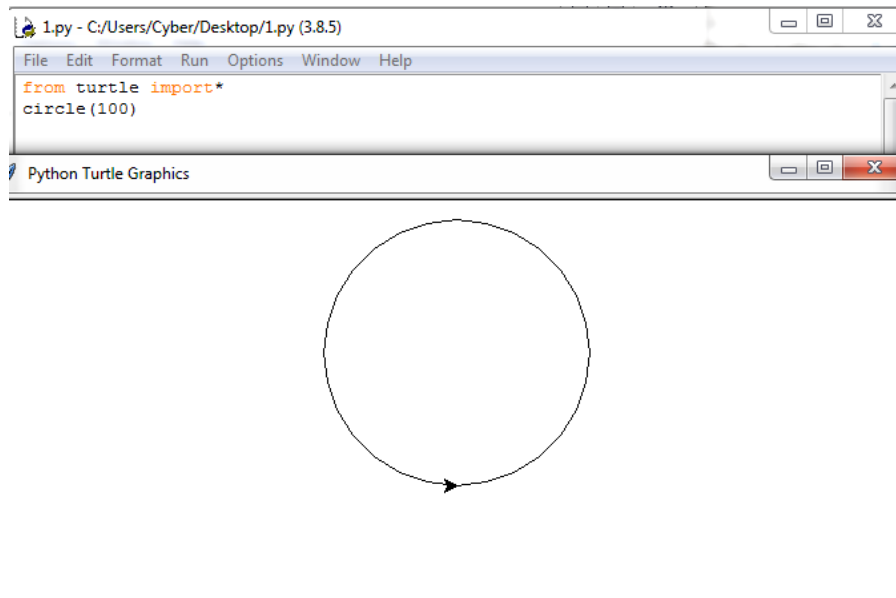 1.py - C:/Users/Cyber/Desktop/1.py (3.8.5)
File Edit Format Run Options Window Help
from turtle import*
circle(100)
Python Turtle Graphics